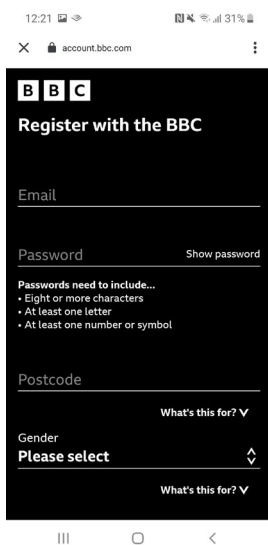 12:21 31%
account.bbc.com
BBC
Register with the BBC
Email
Password Show password
Passwords need to include...
• Eight or more characters
• At least one letter
• At least one number or symbol
Postcode
What's this for?
Gender
Please select
What's this for?